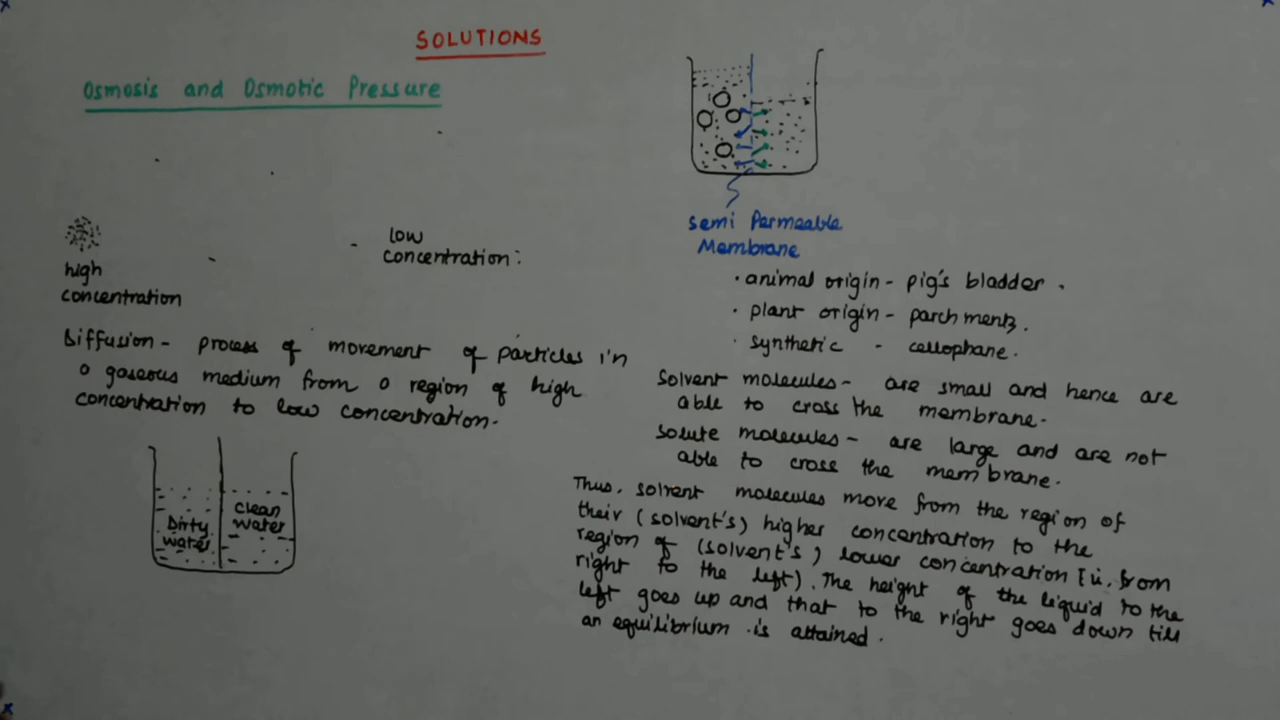 SOLUTIONS
Osmosis and Osmotic Pressure
high
concentration
low
concentration:
Diffusion - process of movement of particles in
a gaseous medium from a region of high
concentration to low concentration.
Dirty
water
Clean
water
Semi Permeable
Membrane
· animal origin - pig's bladder .
· plant origin - parchment.
· synthetic - cellophane.
Solvent molecules - are small and hence are
able to cross the membrane.
Solute molecules - are large and are not
able to cross the membrane.
Thus, solvent molecules move from the region of
their (solvent's) higher concentration to the
region of (solvent's) lower concentration [ie, from
right to the left). The height of the liquid to the
left goes up and that to the right goes down till
an equilibrium is attained.